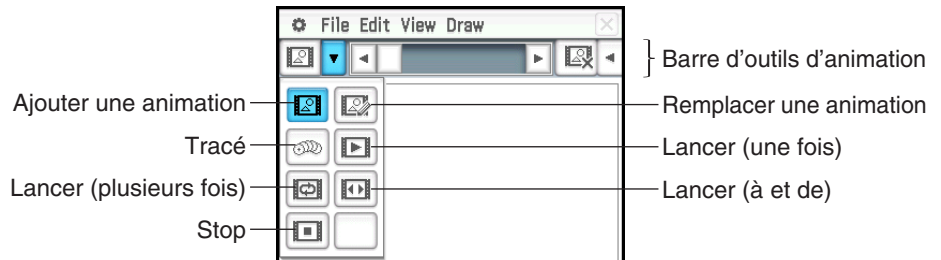 File Edit View Draw
Barre d'outils d'animation
Ajouter une animation
Remplacer une animation
Tracé
Lancer (une fois)
Lancer (plusieurs fois)
Lancer (à et de)
Stop